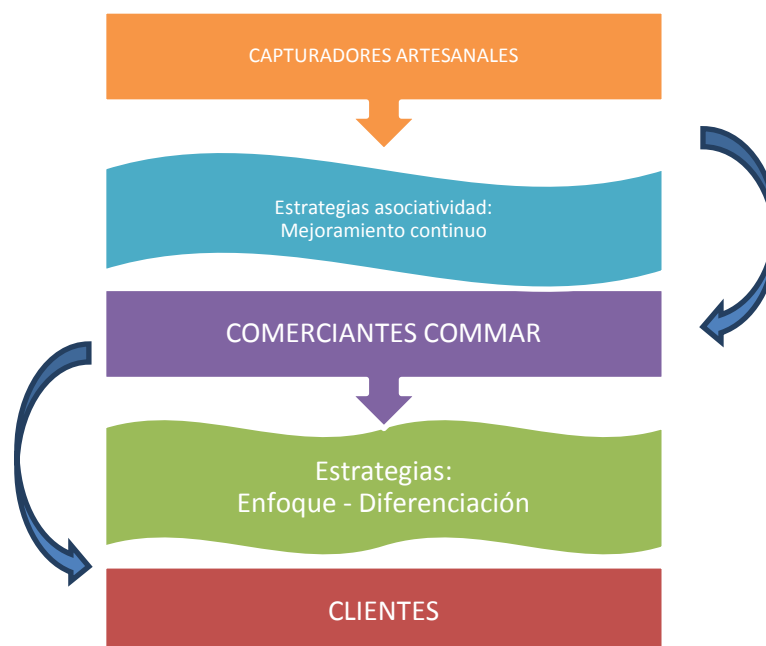 CAPTURADORES ARTESANALES
Estrategias asociatividad:
Mejoramiento continuo
COMERCIANTES COMMAR
Estrategias:
Enfoque - Diferenciación
CLIENTES